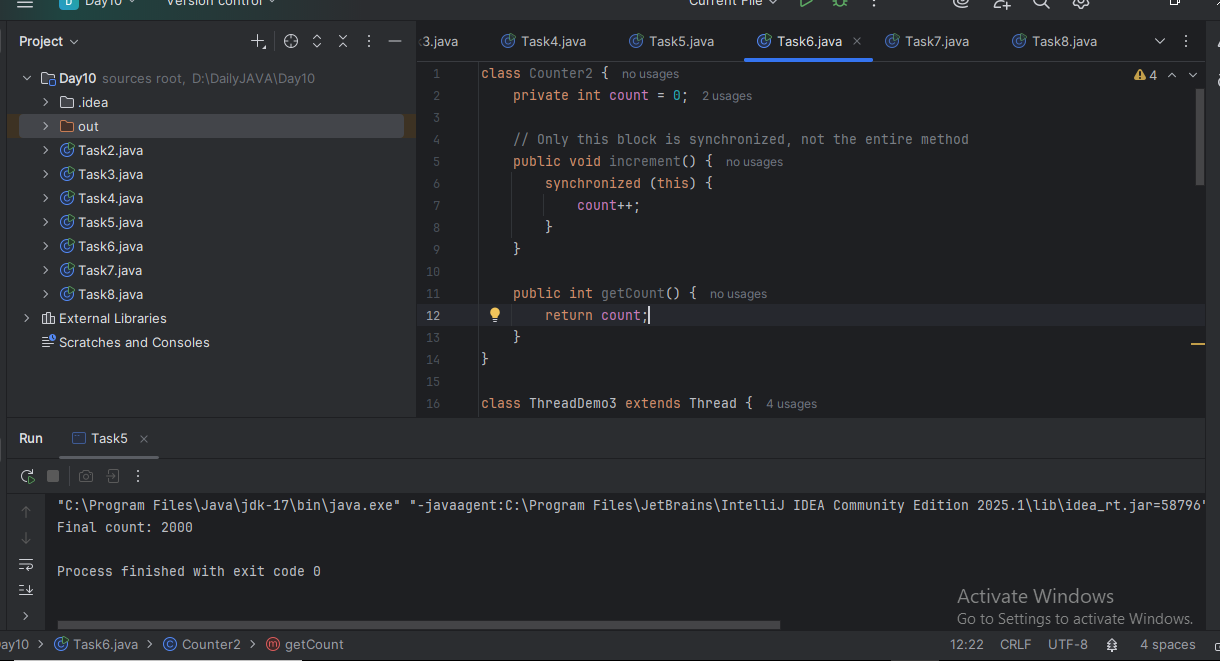 D Day10 Version control Current File
Project
3.java Task4.java Task5.java Task6.java Task7.java Task8.java
Day10 sources root, D:\DailyJAVA\Day10
.idea
out
Task2.java
Task3.java
Task4.java
Task5.java
Task6.java
Task7.java
Task8.java
External Libraries
Scratches and Consoles
4
1 class Counter2 { no usages
2 private int count = 0; 2 usages
3
4 // Only this block is synchronized, not the entire method
5 public void increment() { no usages
6 synchronized (this) {
7 count++;
8 }
9 }
10
11 public int getCount() { no usages
12 return count;
13 }
14 }
15
16 class ThreadDemo3 extends Thread { 4 usages
Run Task5
"C:\Program Files\Java\jdk-17\bin\java.exe" "-javaagent:C:\Program Files\JetBrains\IntelliJ IDEA Community Edition 2025.1\lib\idea_rt.jar=58796"
Final count: 2000
Process finished with exit code 0
Activate Windows
Go to Settings to activate Windows.
ay10 > Task6.java > Counter2 > getCount 12:22 CRLF UTF-8 4 spaces